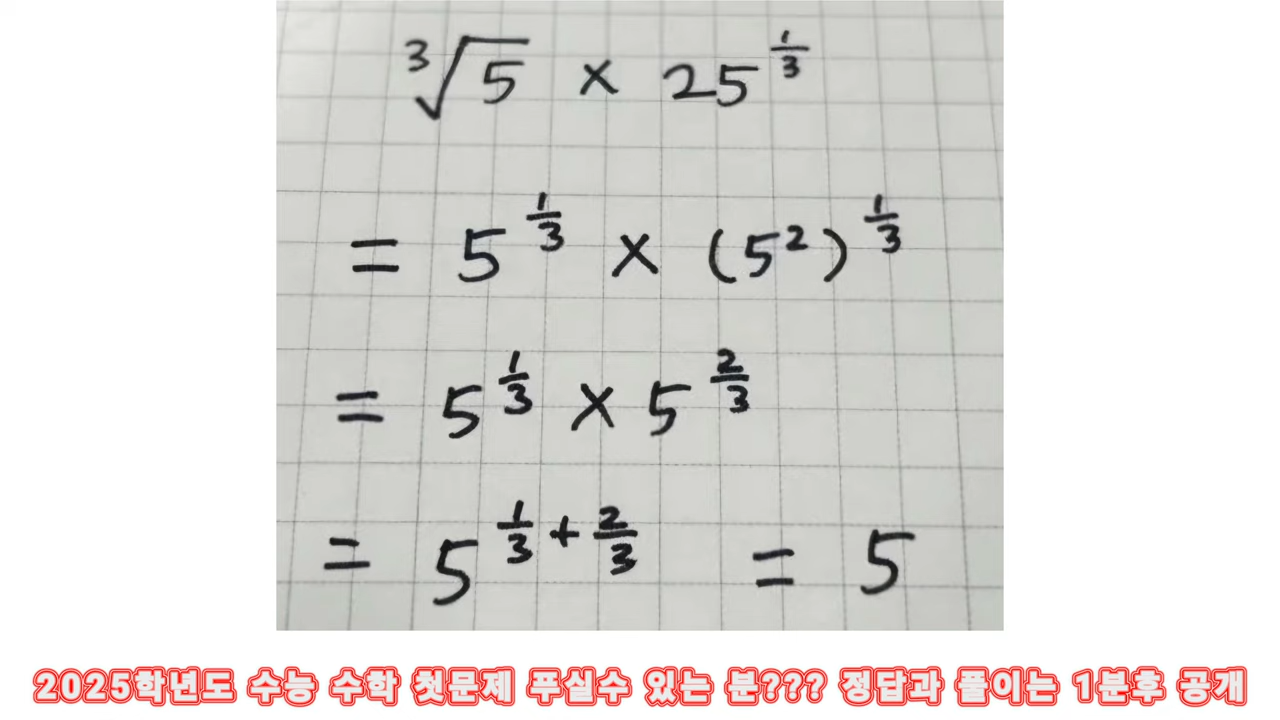 ∛5 × 25^(1/3)
= 5^(1/3) × (5²)^(1/3)
= 5^(1/3) × 5^(2/3)
= 5^(1/3 + 2/3) = 5
2025학년도 수능 수학 첫문제 푸실수 있는 분??? 정답과 풀이는 1분후 공개